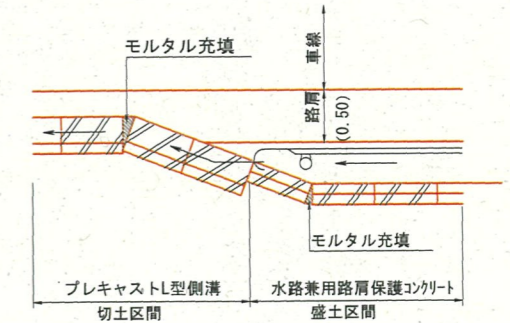 モルタル充填
車線
路肩
(0.50)
モルタル充填
プレキャストL型側溝
水路兼用路肩保護コンクリート
切土区間
盛土区間